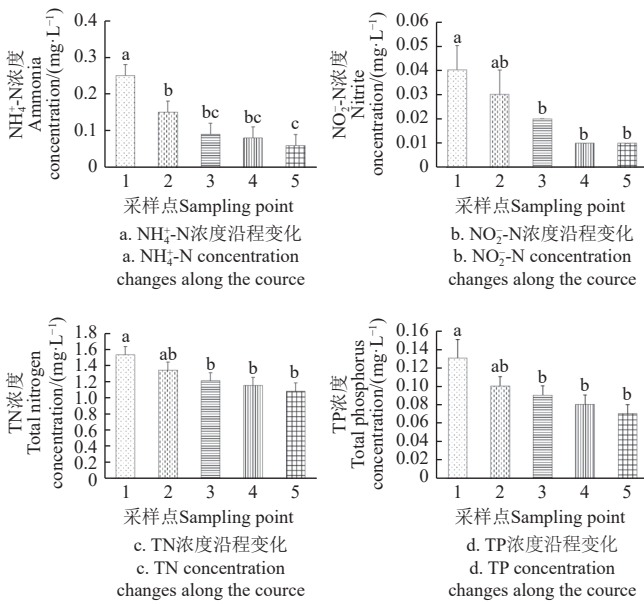 NH₄⁺-N浓度
Ammonia
concentration/(mg·L⁻¹)
0.4
0.3
0.2
0.1
0
a
b
bc
bc
c
1 2 3 4 5
采样点Sampling point
a. NH₄⁺-N浓度沿程变化
a. NH₄⁺-N concentration
changes along the cource
NO₂⁻-N浓度
Nitrite
oncentration/(mg·L⁻¹)
0.06
0.05
0.04
0.03
0.02
0.01
0
a
ab
b
b
b
1 2 3 4 5
采样点Sampling point
b. NO₂⁻-N浓度沿程变化
b. NO₂⁻-N concentration
changes along the cource
TN浓度
Total nitrogen
concentration/(mg·L⁻¹)
1.8
1.6
1.4
1.2
1.0
0.8
0.6
0.4
0.2
0
a
ab
b
b
b
1 2 3 4 5
采样点Sampling point
c. TN浓度沿程变化
c. TN concentration
changes along the cource
TP浓度
Total phosphorus
concentration/(mg·L⁻¹)
0.16
0.12
0.08
0.04
0.00
a
ab
b
b
b
1 2 3 4 5
采样点Sampling point
d. TP浓度沿程变化
d. TP concentration
changes along the cource